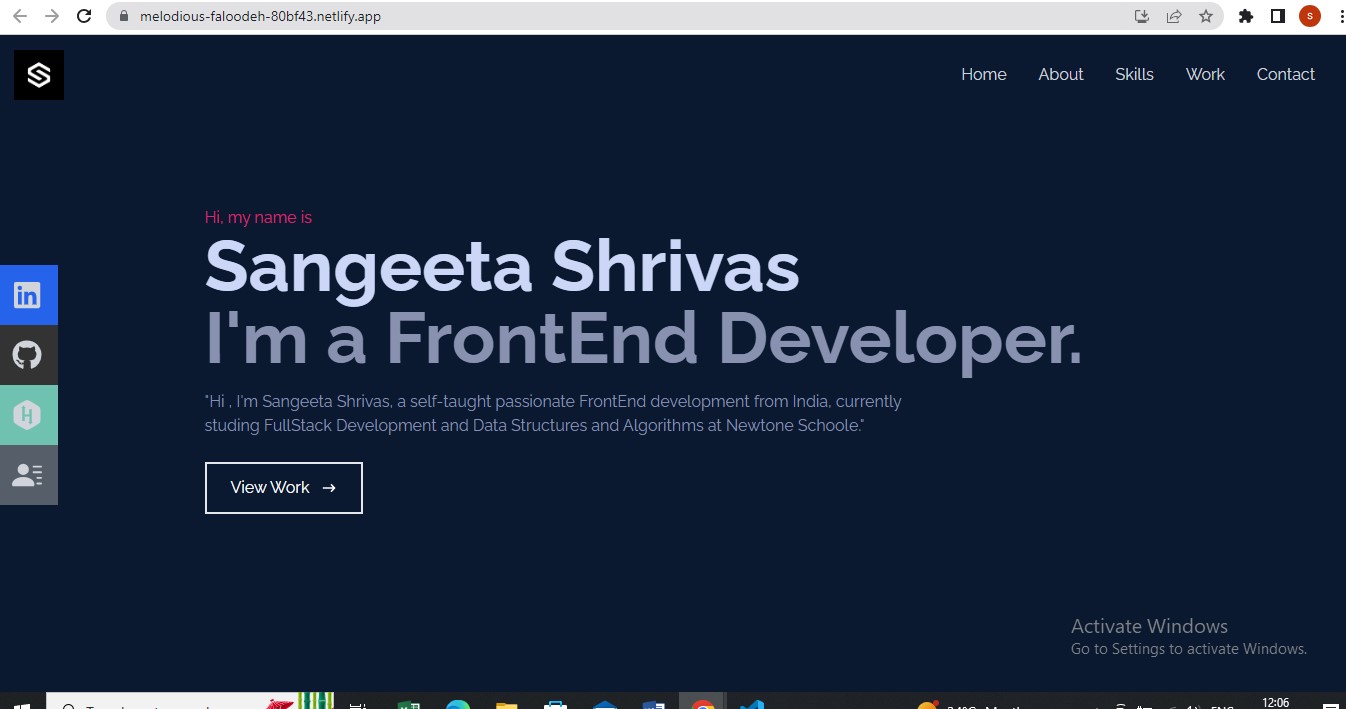 melodious-faloodeh-80bf43.netlify.app
S
Home About Skills Work Contact
Hi, my name is
Sangeeta Shrivas
I'm a FrontEnd Developer.
"Hi , I'm Sangeeta Shrivas, a self-taught passionate FrontEnd development from India, currently
studing FullStack Development and Data Structures and Algorithms at Newtone Schoole."
View Work →
in
H
Activate Windows
Go to Settings to activate Windows.
12:06